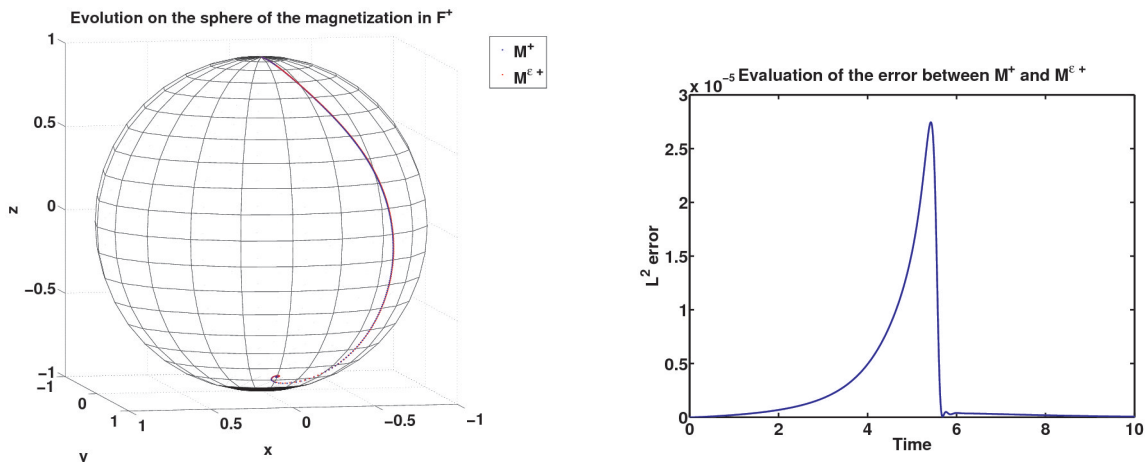 Evolution on the sphere of the magnetization in F⁺
M⁺
M^ε +
1
0.5
0
−0.5
−1
z
−1
0
1
y
1
0.5
0
−0.5
−1
x
x 10⁻⁵ Evaluation of the error between M⁺ and M^ε +
3
2.5
2
1.5
1
0.5
0
L² error
0 2 4 6 8 10
Time